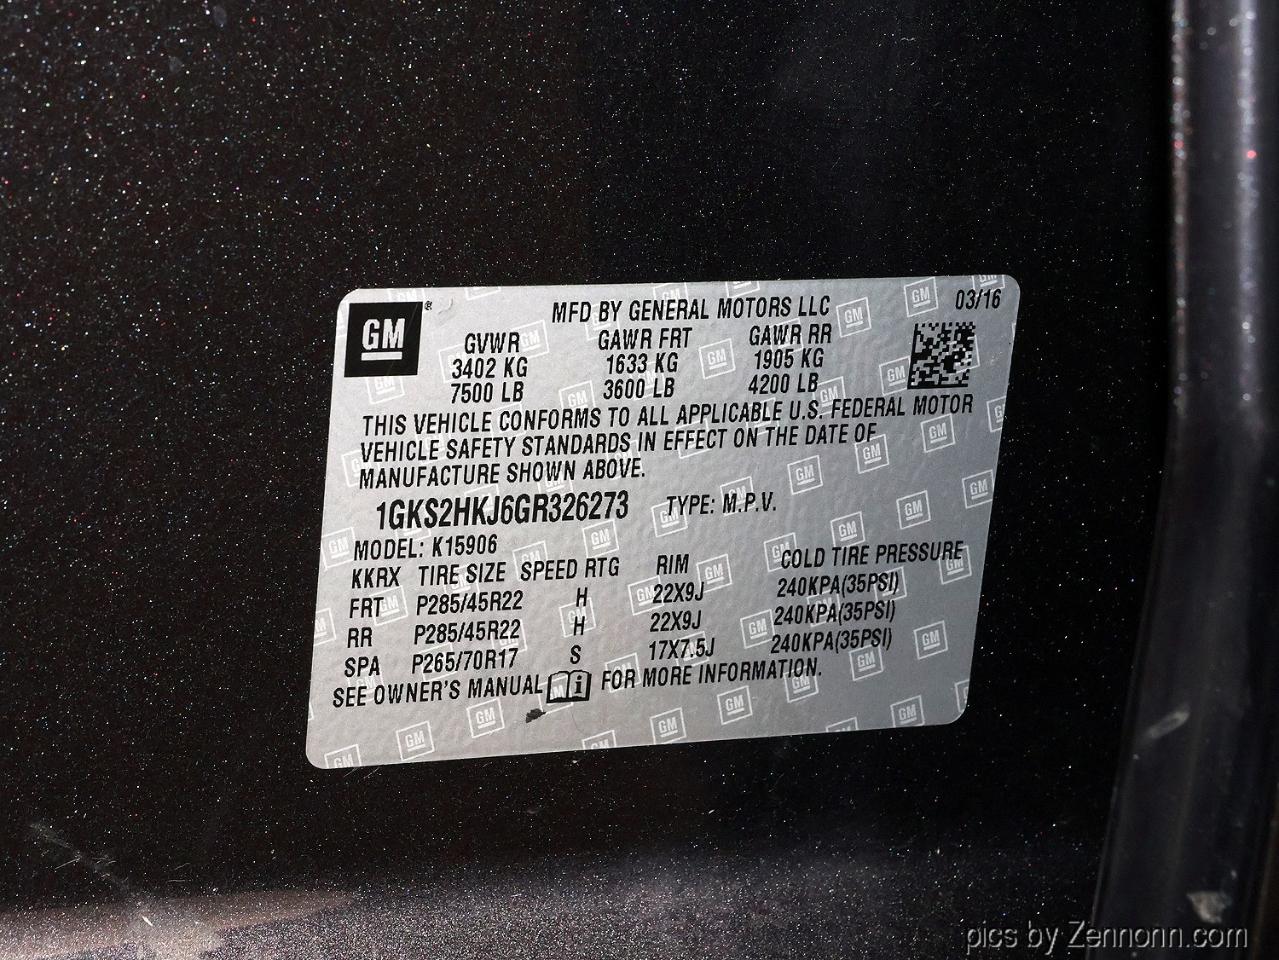 GM ®
MFD BY GENERAL MOTORS LLC 03/16
GVWR GAWR FRT GAWR RR
3402 KG 1633 KG 1905 KG
7500 LB 3600 LB 4200 LB
THIS VEHICLE CONFORMS TO ALL APPLICABLE U.S. FEDERAL MOTOR
VEHICLE SAFETY STANDARDS IN EFFECT ON THE DATE OF
MANUFACTURE SHOWN ABOVE.
1GKS2HKJ6GR326273 TYPE: M.P.V.
MODEL: K15906
KKRX TIRE SIZE SPEED RTG RIM COLD TIRE PRESSURE
FRT P285/45R22 H 22X9J 240KPA(35PSI)
RR P285/45R22 H 22X9J 240KPA(35PSI)
SPA P265/70R17 S 17X7.5J 240KPA(35PSI)
SEE OWNER'S MANUAL i FOR MORE INFORMATION.
pics by Zennonn.com